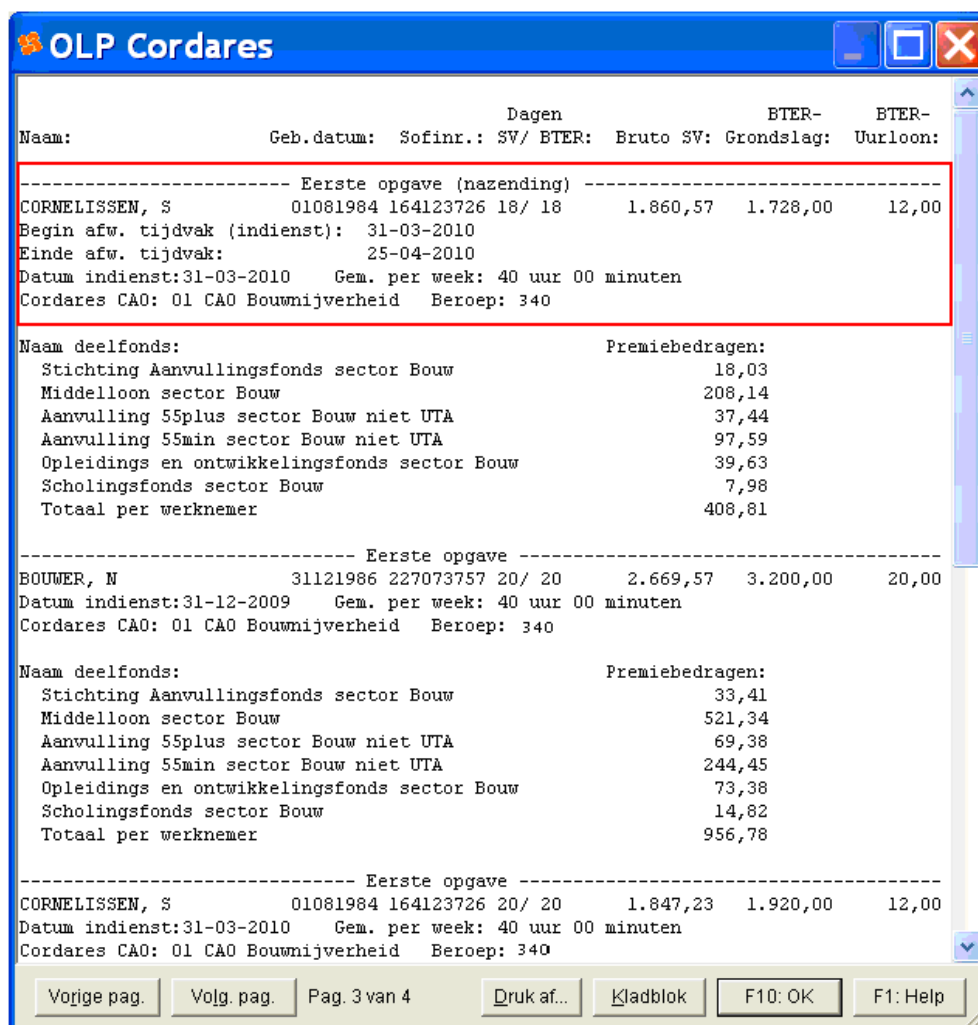 OLP Cordares
Dagen BTER- BTER-
Naam: Geb.datum: Sofinr.: SV/ BTER: Bruto SV: Grondslag: Uurloon:
------------------------ Eerste opgave (nazending) --------------------------------
CORNELISSEN, S 01081984 164123726 18/ 18 1.860,57 1.728,00 12,00
Begin afw. tijdvak (indienst): 31-03-2010
Einde afw. tijdvak: 25-04-2010
Datum indienst:31-03-2010 Gem. per week: 40 uur 00 minuten
Cordares CAO: 01 CAO Bouwnijverheid Beroep: 340
Naam deelfonds: Premiebedragen:
Stichting Aanvullingsfonds sector Bouw 18,03
Middelloon sector Bouw 208,14
Aanvulling 55plus sector Bouw niet UTA 37,44
Aanvulling 55min sector Bouw niet UTA 97,59
Opleidings en ontwikkelingsfonds sector Bouw 39,63
Scholingsfonds sector Bouw 7,98
Totaal per werknemer 408,81
------------------------------ Eerste opgave --------------------------------------
BOUWER, N 31121986 227073757 20/ 20 2.669,57 3.200,00 20,00
Datum indienst:31-12-2009 Gem. per week: 40 uur 00 minuten
Cordares CAO: 01 CAO Bouwnijverheid Beroep: 340
Naam deelfonds: Premiebedragen:
Stichting Aanvullingsfonds sector Bouw 33,41
Middelloon sector Bouw 521,34
Aanvulling 55plus sector Bouw niet UTA 69,38
Aanvulling 55min sector Bouw niet UTA 244,45
Opleidings en ontwikkelingsfonds sector Bouw 73,38
Scholingsfonds sector Bouw 14,82
Totaal per werknemer 956,78
------------------------------ Eerste opgave --------------------------------------
CORNELISSEN, S 01081984 164123726 20/ 20 1.847,23 1.920,00 12,00
Datum indienst:31-03-2010 Gem. per week: 40 uur 00 minuten
Cordares CAO: 01 CAO Bouwnijverheid Beroep: 340
Vorige pag. Volg. pag. Pag. 3 van 4 Druk af... Kladblok F10: OK F1: Help